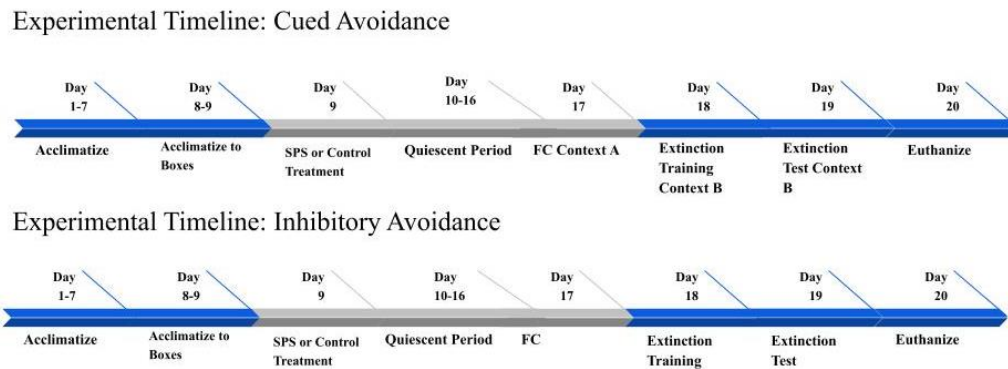 Experimental Timeline: Cued Avoidance
Day
1-7
Day
8-9
Day
9
Day
10-16
Day
17
Day
18
Day
19
Day
20
Acclimatize
Acclimatize to
Boxes
SPS or Control
Treatment
Quiescent Period
FC Context A
Extinction
Training
Context B
Extinction
Test Context
B
Euthanize
Experimental Timeline: Inhibitory Avoidance
Day
1-7
Day
8-9
Day
9
Day
10-16
Day
17
Day
18
Day
19
Day
20
Acclimatize
Acclimatize to
Boxes
SPS or Control
Treatment
Quiescent Period
FC
Extinction
Training
Extinction
Test
Euthanize